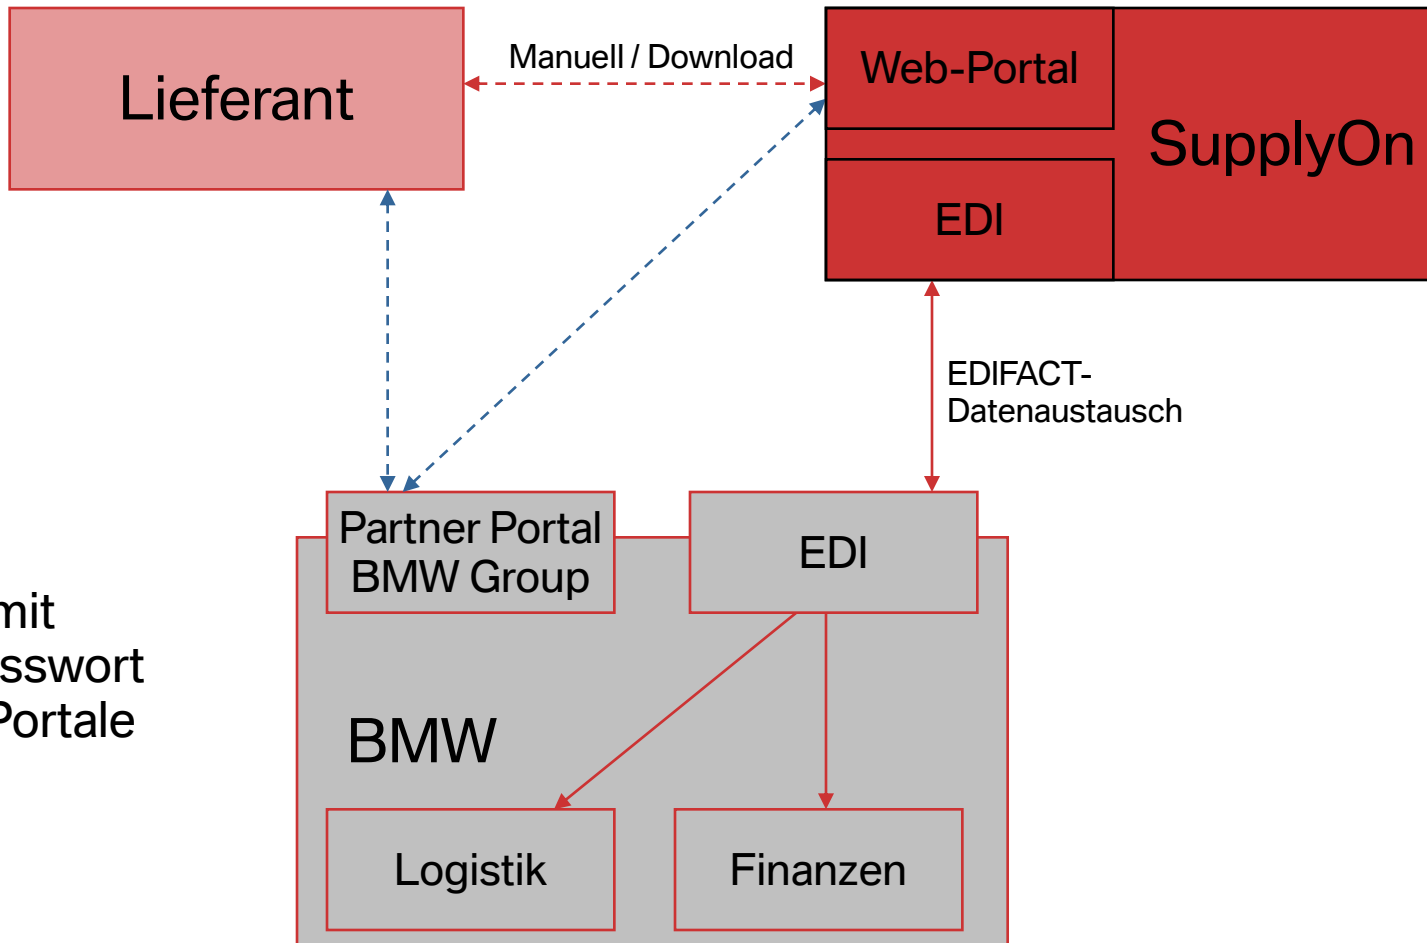 Lieferant
Manuell / Download
Web-Portal
SupplyOn
EDI
EDIFACT-
Datenaustausch
Partner Portal
BMW Group
EDI
mit
sswort
Portale
BMW
Logistik
Finanzen